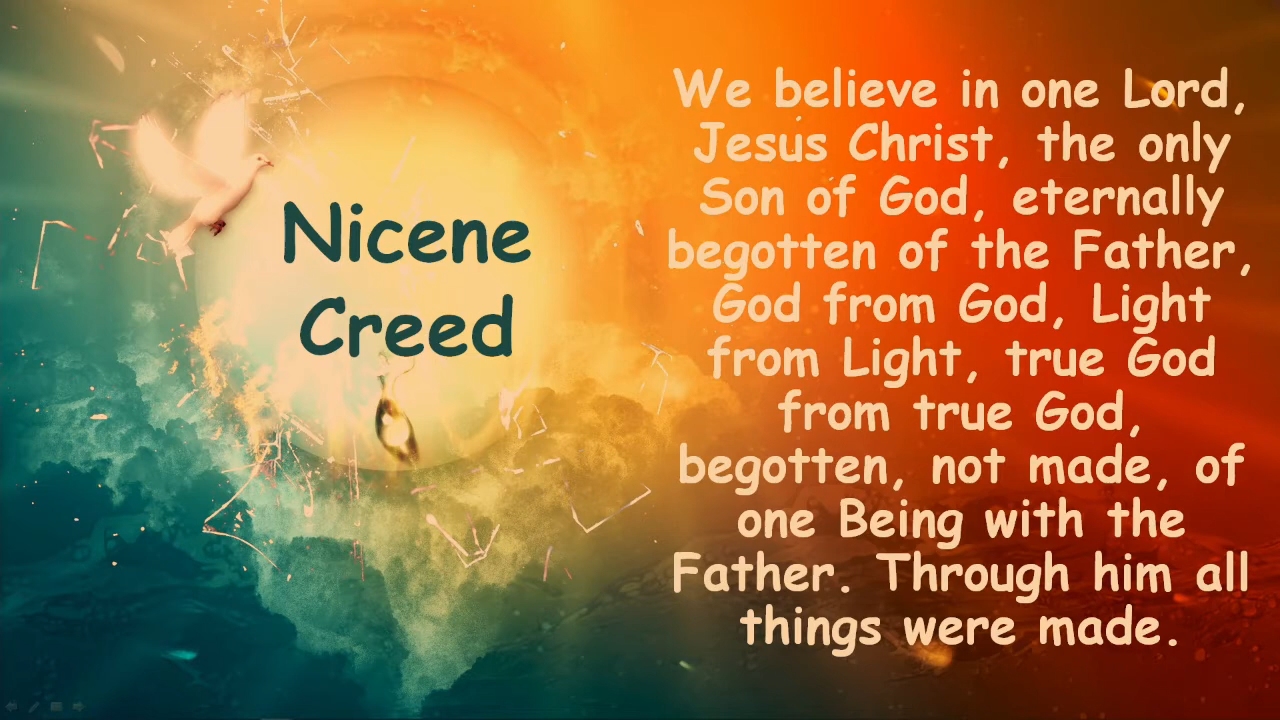 Nicene
Creed
We believe in one Lord,
Jesus Christ, the only
Son of God, eternally
begotten of the Father,
God from God, Light
from Light, true God
from true God,
begotten, not made, of
one Being with the
Father. Through him all
things were made.